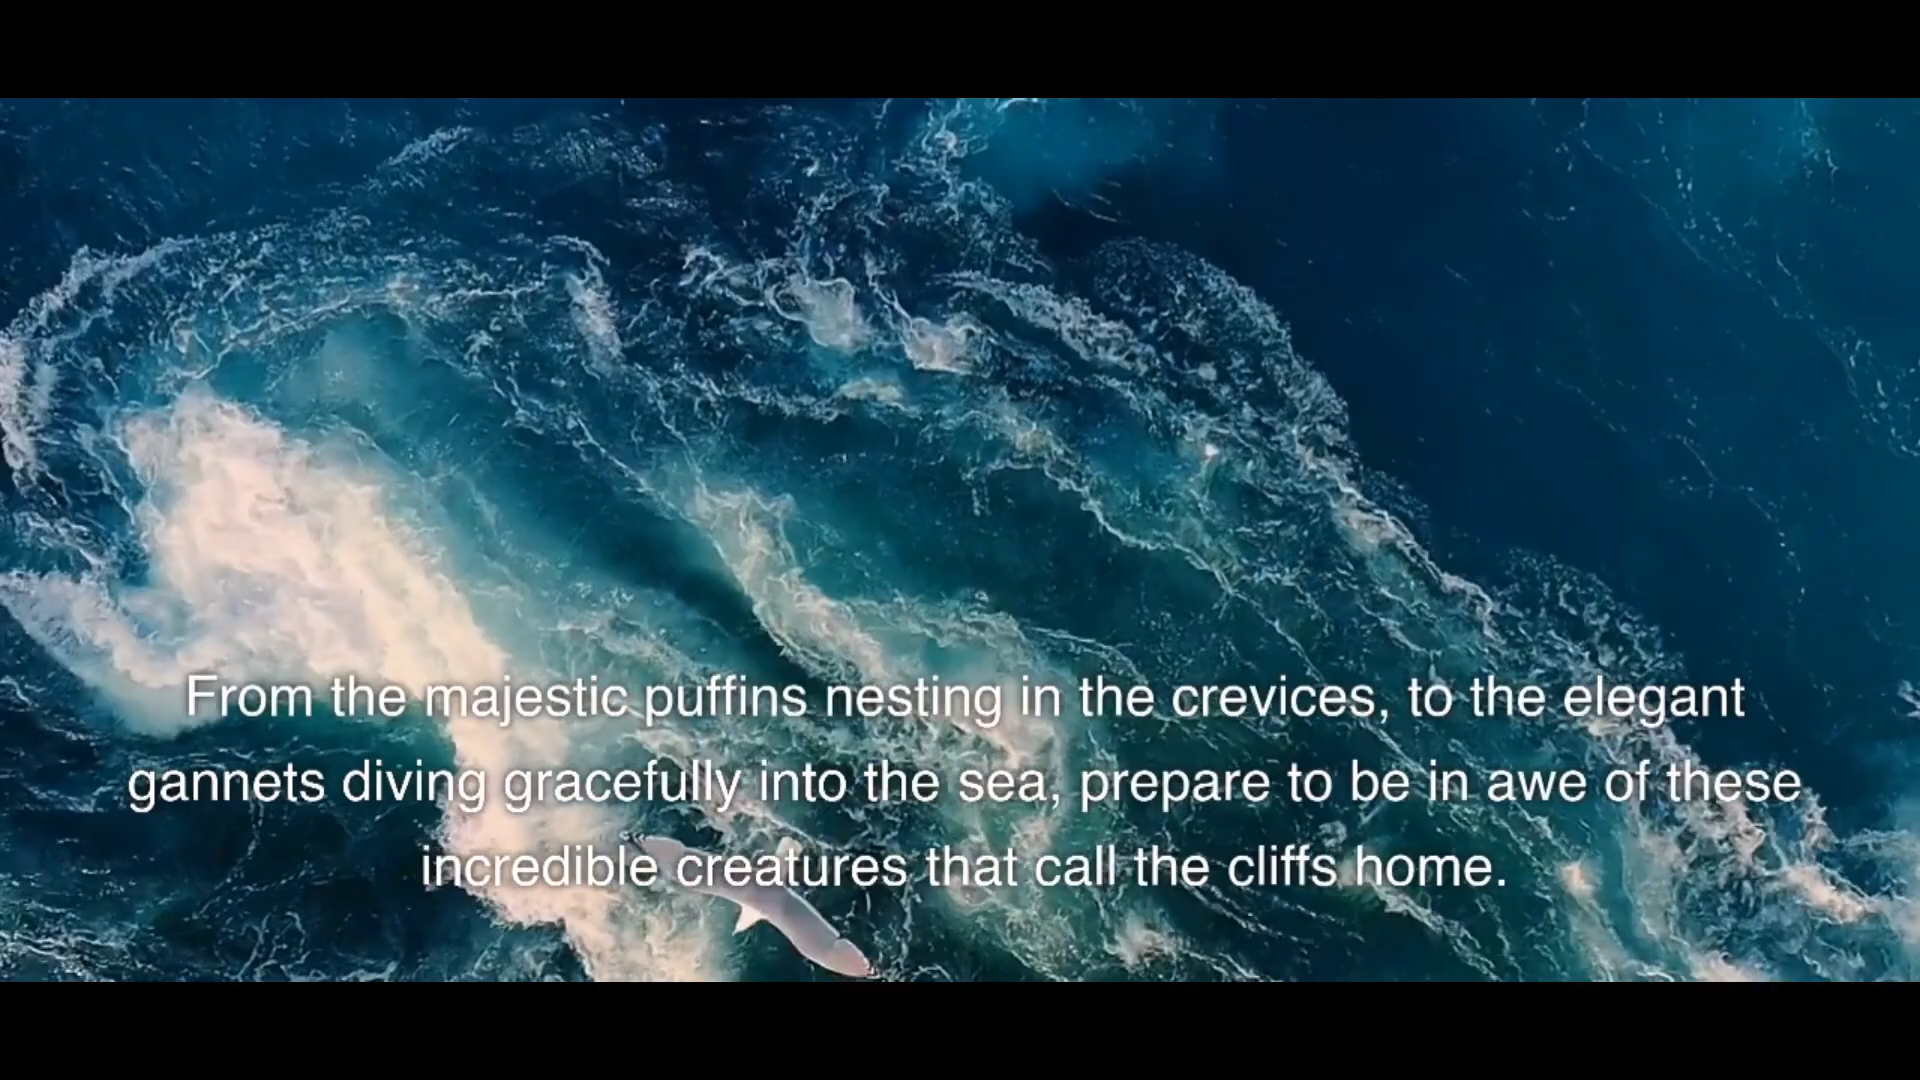 From the majestic puffins nesting in the crevices, to the elegant
gannets diving gracefully into the sea, prepare to be in awe of these
incredible creatures that call the cliffs home.